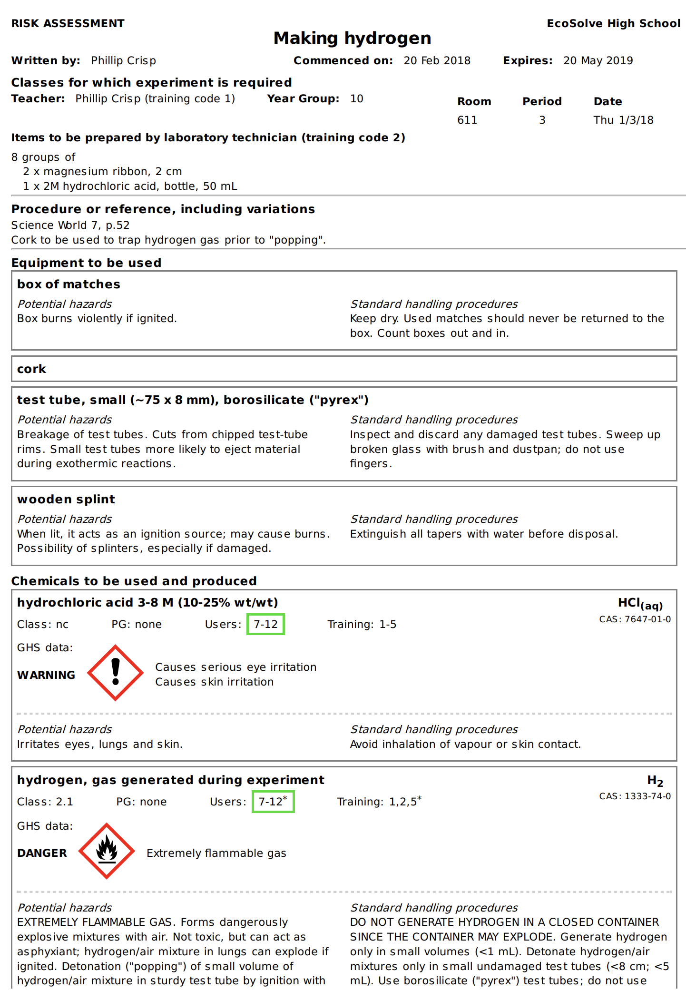 RISK ASSESSMENT EcoSolve High School
Making hydrogen
Written by: Phillip Crisp Commenced on: 20 Feb 2018 Expires: 20 May 2019
Classes for which experiment is required
Teacher: Phillip Crisp (training code 1) Year Group: 10
Room Period Date
611 3 Thu 1/3/18
Items to be prepared by laboratory technician (training code 2)
8 groups of
2 x magnesium ribbon, 2 cm
1 x 2M hydrochloric acid, bottle, 50 mL
Procedure or reference, including variations
Science World 7, p.52
Cork to be used to trap hydrogen gas prior to "popping".
Equipment to be used
box of matches
Potential hazards
Box burns violently if ignited.
Standard handling procedures
Keep dry. Used matches should never be returned to the
box. Count boxes out and in.
cork
test tube, small (~75 x 8 mm), borosilicate ("pyrex")
Potential hazards
Breakage of test tubes. Cuts from chipped test-tube
rims. Small test tubes more likely to eject material
during exothermic reactions.
Standard handling procedures
Inspect and discard any damaged test tubes. Sweep up
broken glass with brush and dustpan; do not use
fingers.
wooden splint
Potential hazards
When lit, it acts as an ignition source; may cause burns.
Possibility of splinters, especially if damaged.
Standard handling procedures
Extinguish all tapers with water before disposal.
Chemicals to be used and produced
hydrochloric acid 3-8 M (10-25% wt/wt) HCl(aq)
CAS: 7647-01-0
Class: nc PG: none Users: 7-12 Training: 1-5
GHS data:
WARNING
Causes serious eye irritation
Causes skin irritation
Potential hazards
Irritates eyes, lungs and skin.
Standard handling procedures
Avoid inhalation of vapour or skin contact.
hydrogen, gas generated during experiment H2
CAS: 1333-74-0
Class: 2.1 PG: none Users: 7-12* Training: 1,2,5*
GHS data:
DANGER Extremely flammable gas
Potential hazards
EXTREMELY FLAMMABLE GAS. Forms dangerously
explosive mixtures with air. Not toxic, but can act as
asphyxiant; hydrogen/air mixture in lungs can explode if
ignited. Detonation ("popping") of small volume of
hydrogen/air mixture in sturdy test tube by ignition with
Standard handling procedures
DO NOT GENERATE HYDROGEN IN A CLOSED CONTAINER
SINCE THE CONTAINER MAY EXPLODE. Generate hydrogen
only in small volumes (<1 mL). Detonate hydrogen/air
mixtures only in small undamaged test tubes (<8 cm; <5
mL). Use borosilicate ("pyrex") test tubes; do not use